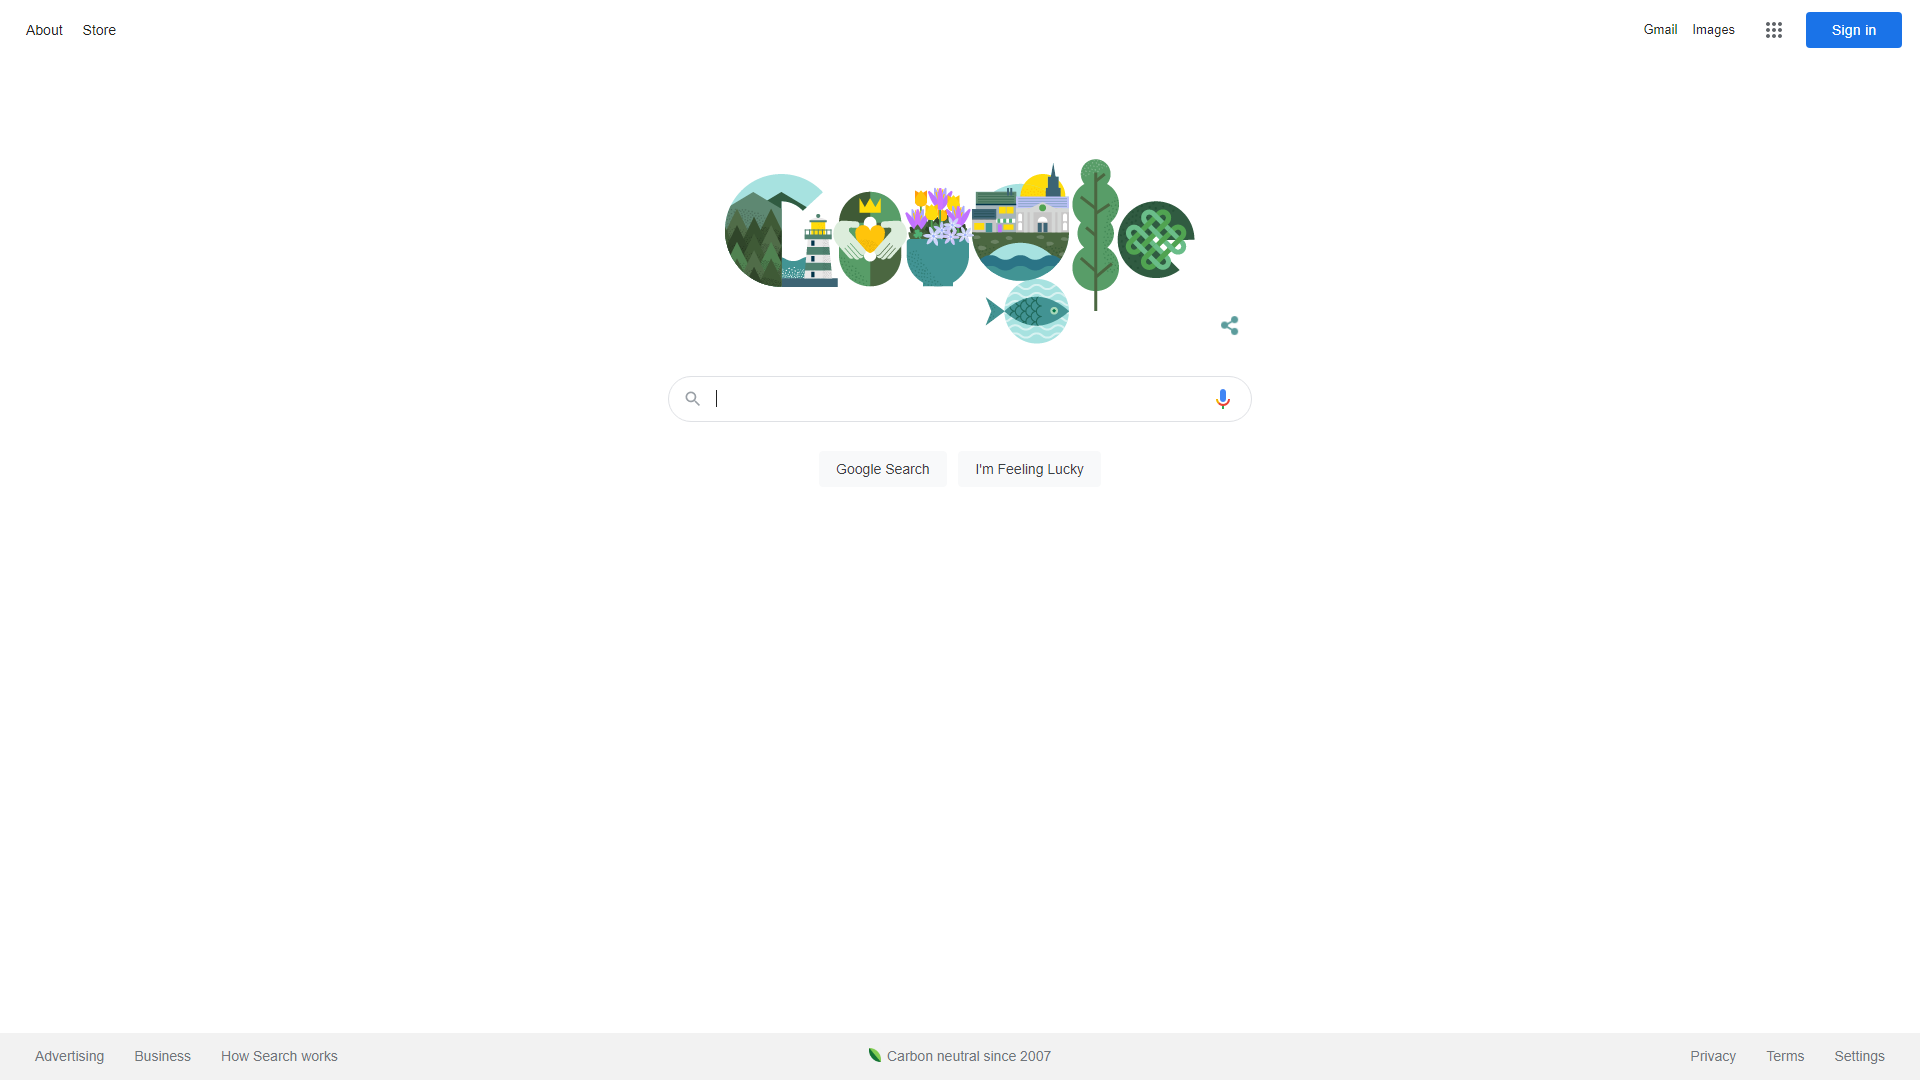 About Store Gmail Images Sign in
Google Search I'm Feeling Lucky
Advertising Business How Search works Carbon neutral since 2007 Privacy Terms Settings